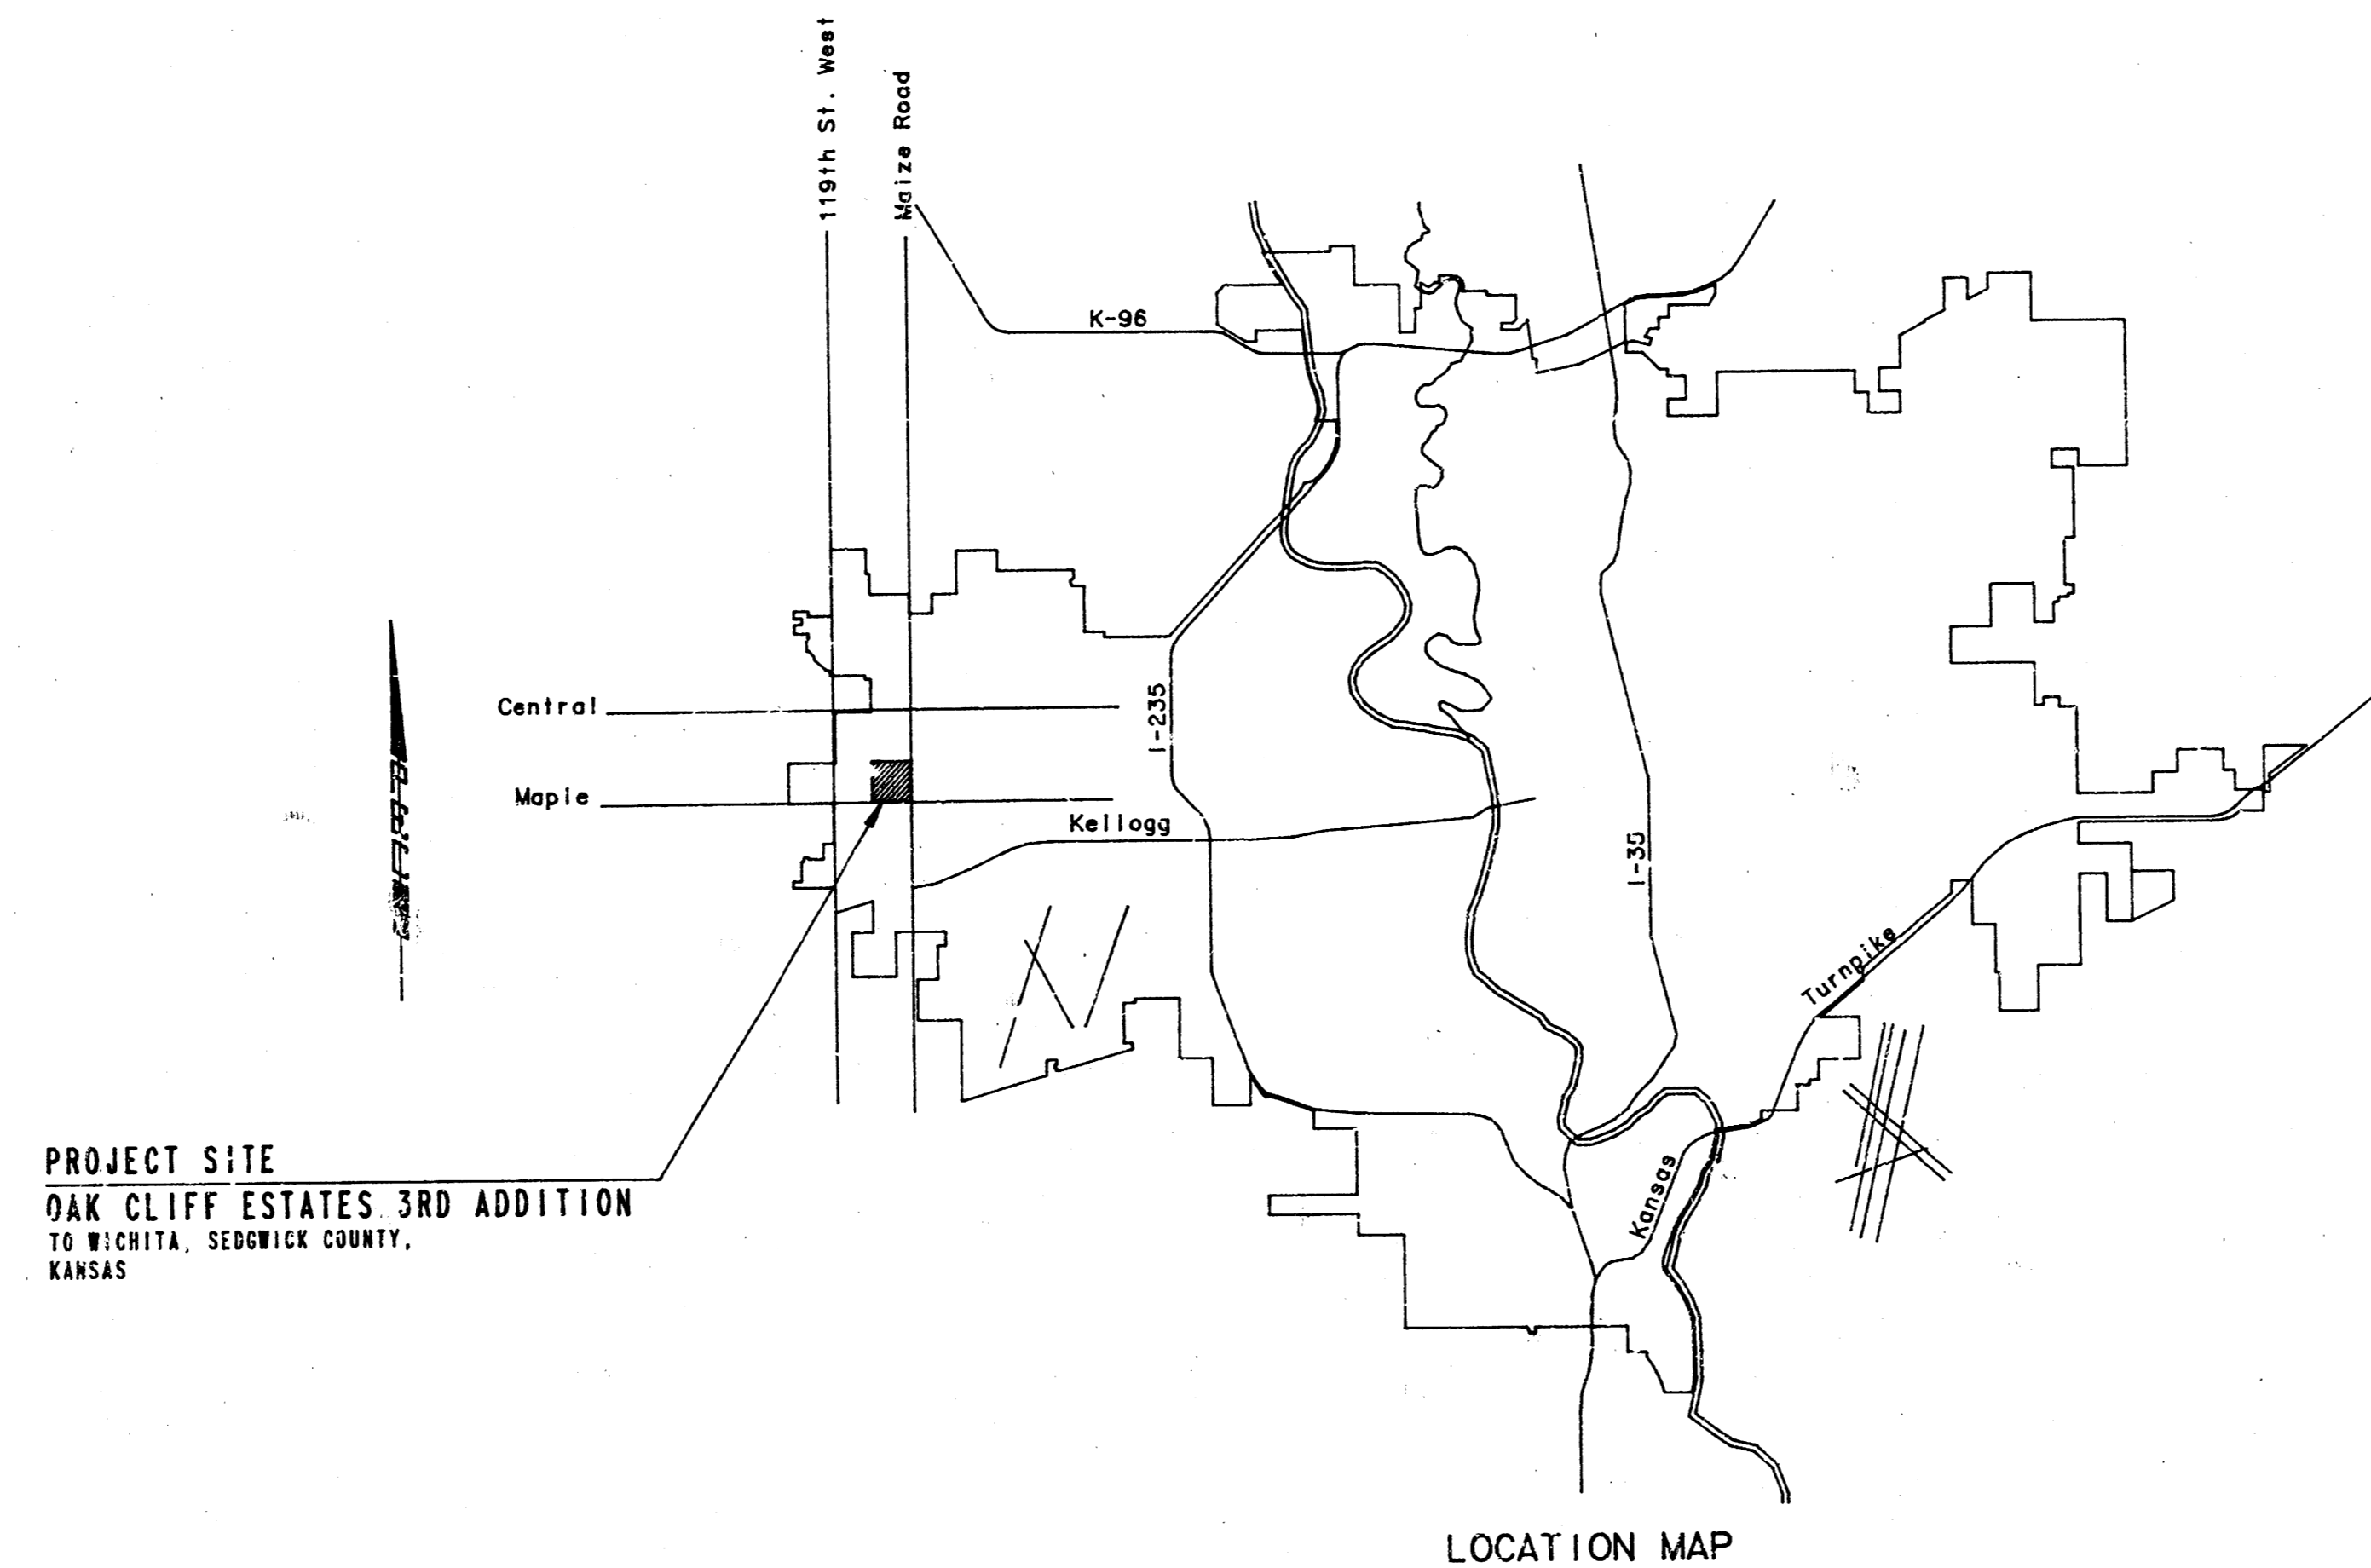 119th St. West
Maize Road
K-96
Central
I-235
Maple
Kellogg
I-35
Turnpike
Kansas
PROJECT SITE
OAK CLIFF ESTATES 3RD ADDITION
TO WICHITA, SEDGWICK COUNTY,
KANSAS
LOCATION MAP